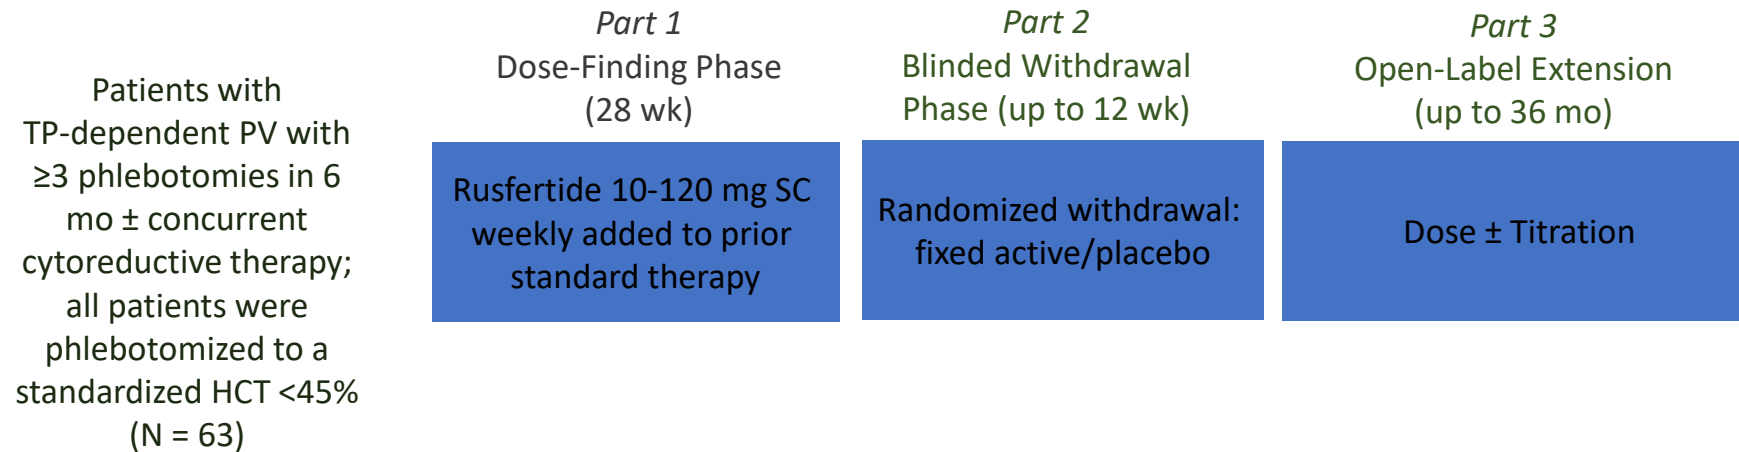 Patients with
TP-dependent PV with
≥3 phlebotomies in 6
mo ± concurrent
cytoreductive therapy;
all patients were
phlebotomized to a
standardized HCT <45%
(N = 63)
Part 1
Dose-Finding Phase
(28 wk)
Rusfertide 10-120 mg SC
weekly added to prior
standard therapy
Part 2
Blinded Withdrawal
Phase (up to 12 wk)
Randomized withdrawal:
fixed active/placebo
Part 3
Open-Label Extension
(up to 36 mo)
Dose ± Titration